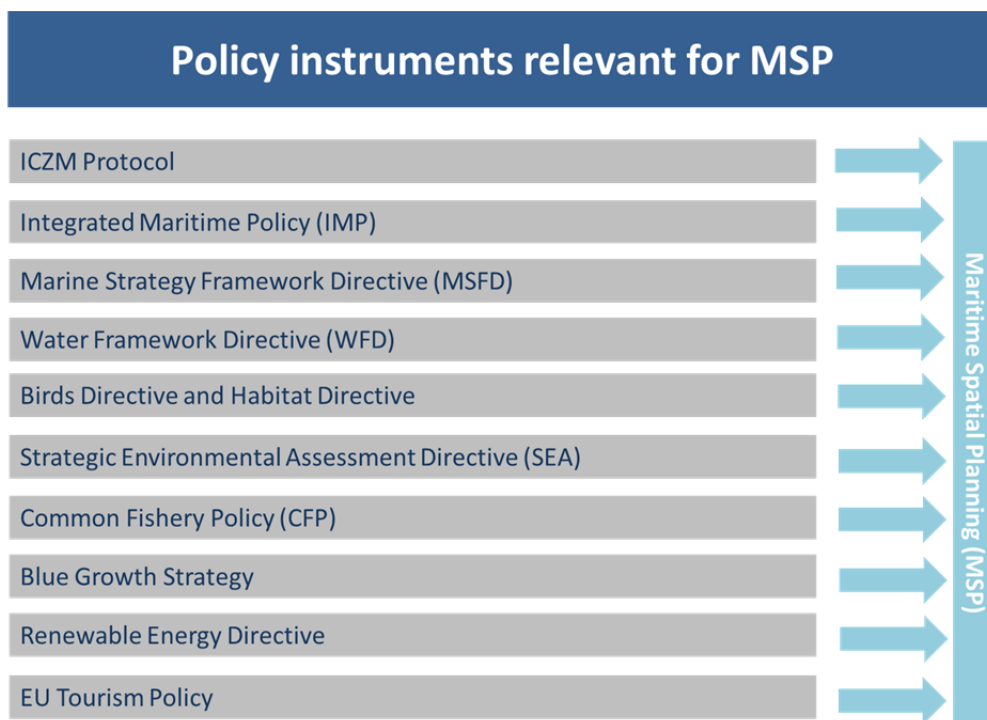 Policy instruments relevant for MSP
ICZM Protocol
Integrated Maritime Policy (IMP)
Marine Strategy Framework Directive (MSFD)
Water Framework Directive (WFD)
Birds Directive and Habitat Directive
Strategic Environmental Assessment Directive (SEA)
Common Fishery Policy (CFP)
Blue Growth Strategy
Renewable Energy Directive
EU Tourism Policy
Maritime Spatial Planning (MSP)